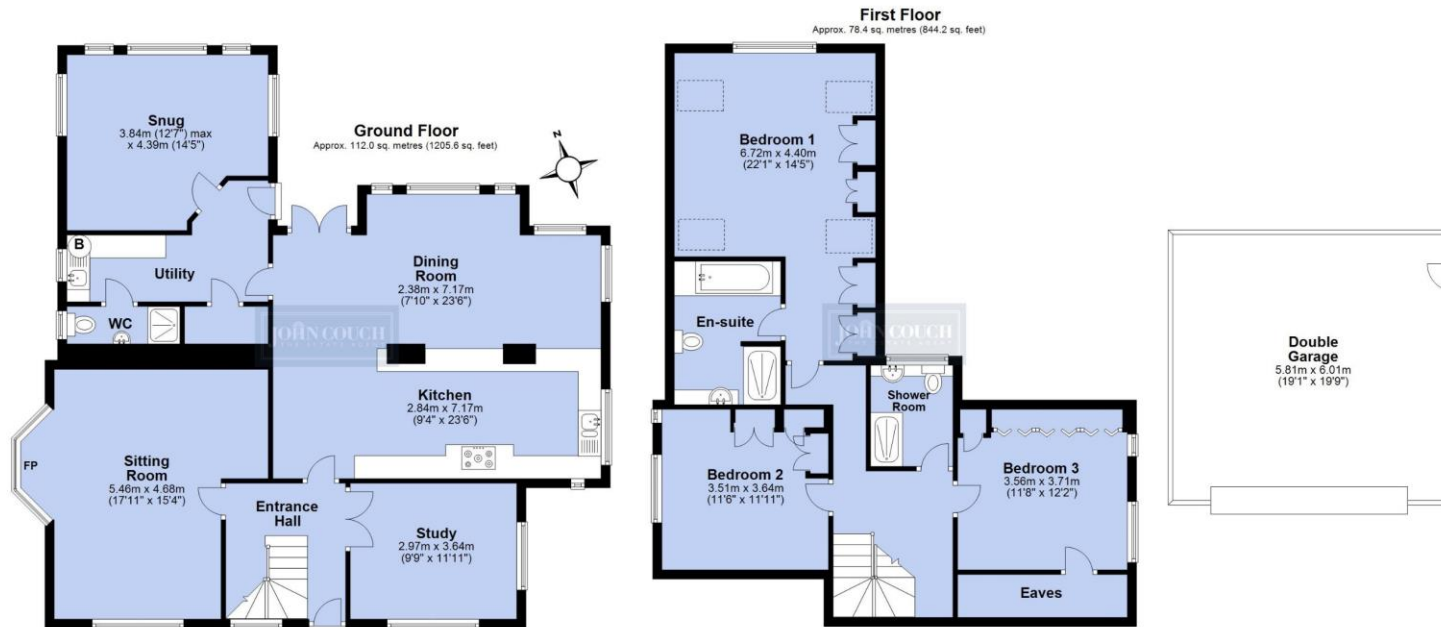 Ground Floor
Approx. 112.0 sq. metres (1205.6 sq. feet)
N
Snug
3.84m (12'7") max
x 4.39m (14'5")
B
Utility
WC
Dining
Room
2.38m x 7.17m
(7'10" x 23'6")
JOHN COUCH
Kitchen
2.84m x 7.17m
(9'4" x 23'6")
FP
Sitting
Room
5.46m x 4.68m
(17'11" x 15'4")
Entrance
Hall
Study
2.97m x 3.64m
(9'9" x 11'11")
First Floor
Approx. 78.4 sq. metres (844.2 sq. feet)
Bedroom 1
6.72m x 4.40m
(22'1" x 14'5")
En-suite
JOHN COUCH
Shower
Room
Bedroom 2
3.51m x 3.64m
(11'6" x 11'11")
Bedroom 3
3.56m x 3.71m
(11'8" x 12'2")
Eaves
Double
Garage
5.81m x 6.01m
(19'1" x 19'9")